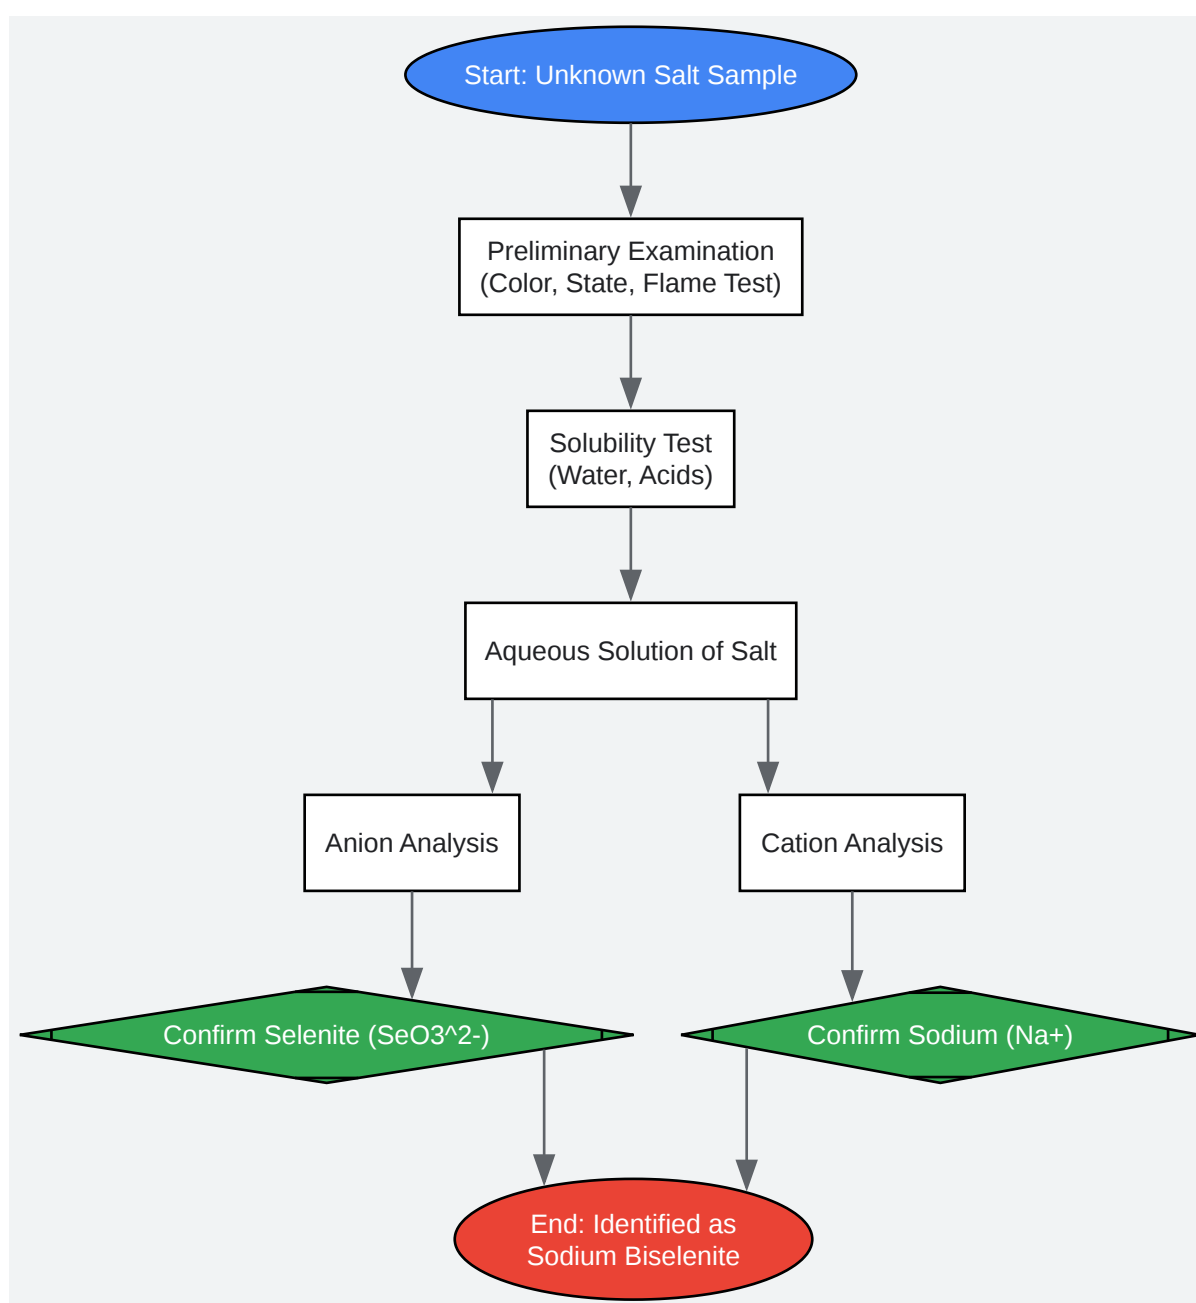 Start: Unknown Salt Sample
Preliminary Examination
(Color, State, Flame Test)
Solubility Test
(Water, Acids)
Aqueous Solution of Salt
Anion Analysis
Cation Analysis
Confirm Selenite (SeO3^2-)
Confirm Sodium (Na+)
End: Identified as
Sodium Biselenite